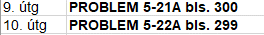 9. útg PROBLEM 5-21A bls. 300
10. útg PROBLEM 5-22A bls. 299